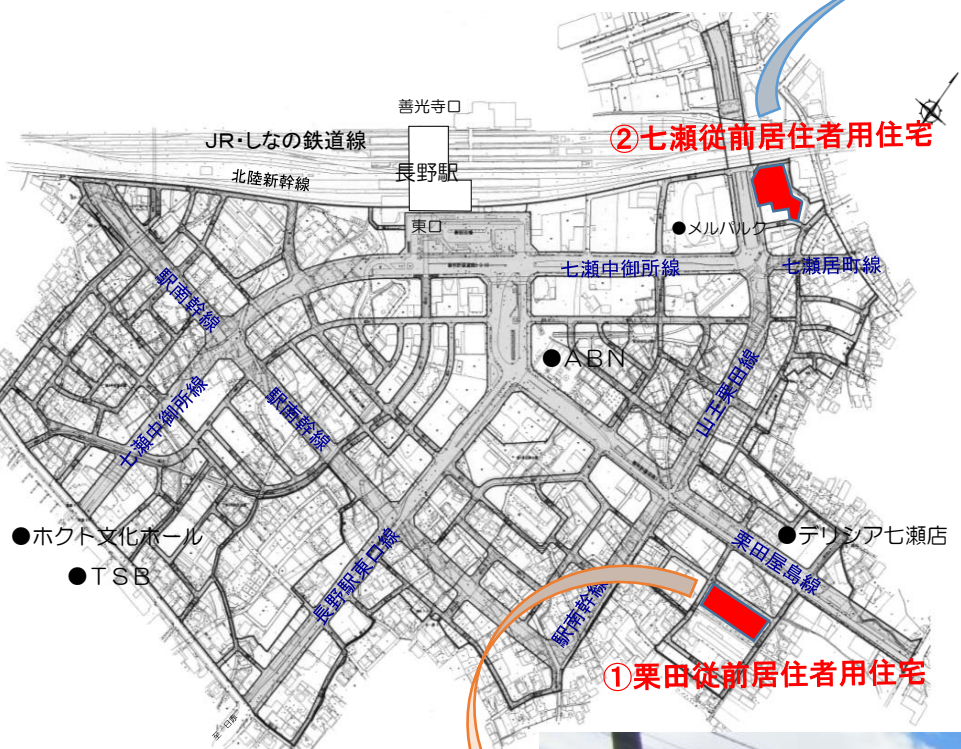 善光寺口
JR・しなの鉄道線
②七瀬従前居住者用住宅
長野駅
北陸新幹線
東口
●メルパルク
七瀬中御所線
七瀬居町線
駅南幹線
●ABN
山王栗田線
七瀬中御所線
駅南幹線
●ホクト文化ホール
●TSB
長野駅東口線
●デリシア七瀬店
栗田屋島線
駅南幹線
①栗田従前居住者用住宅